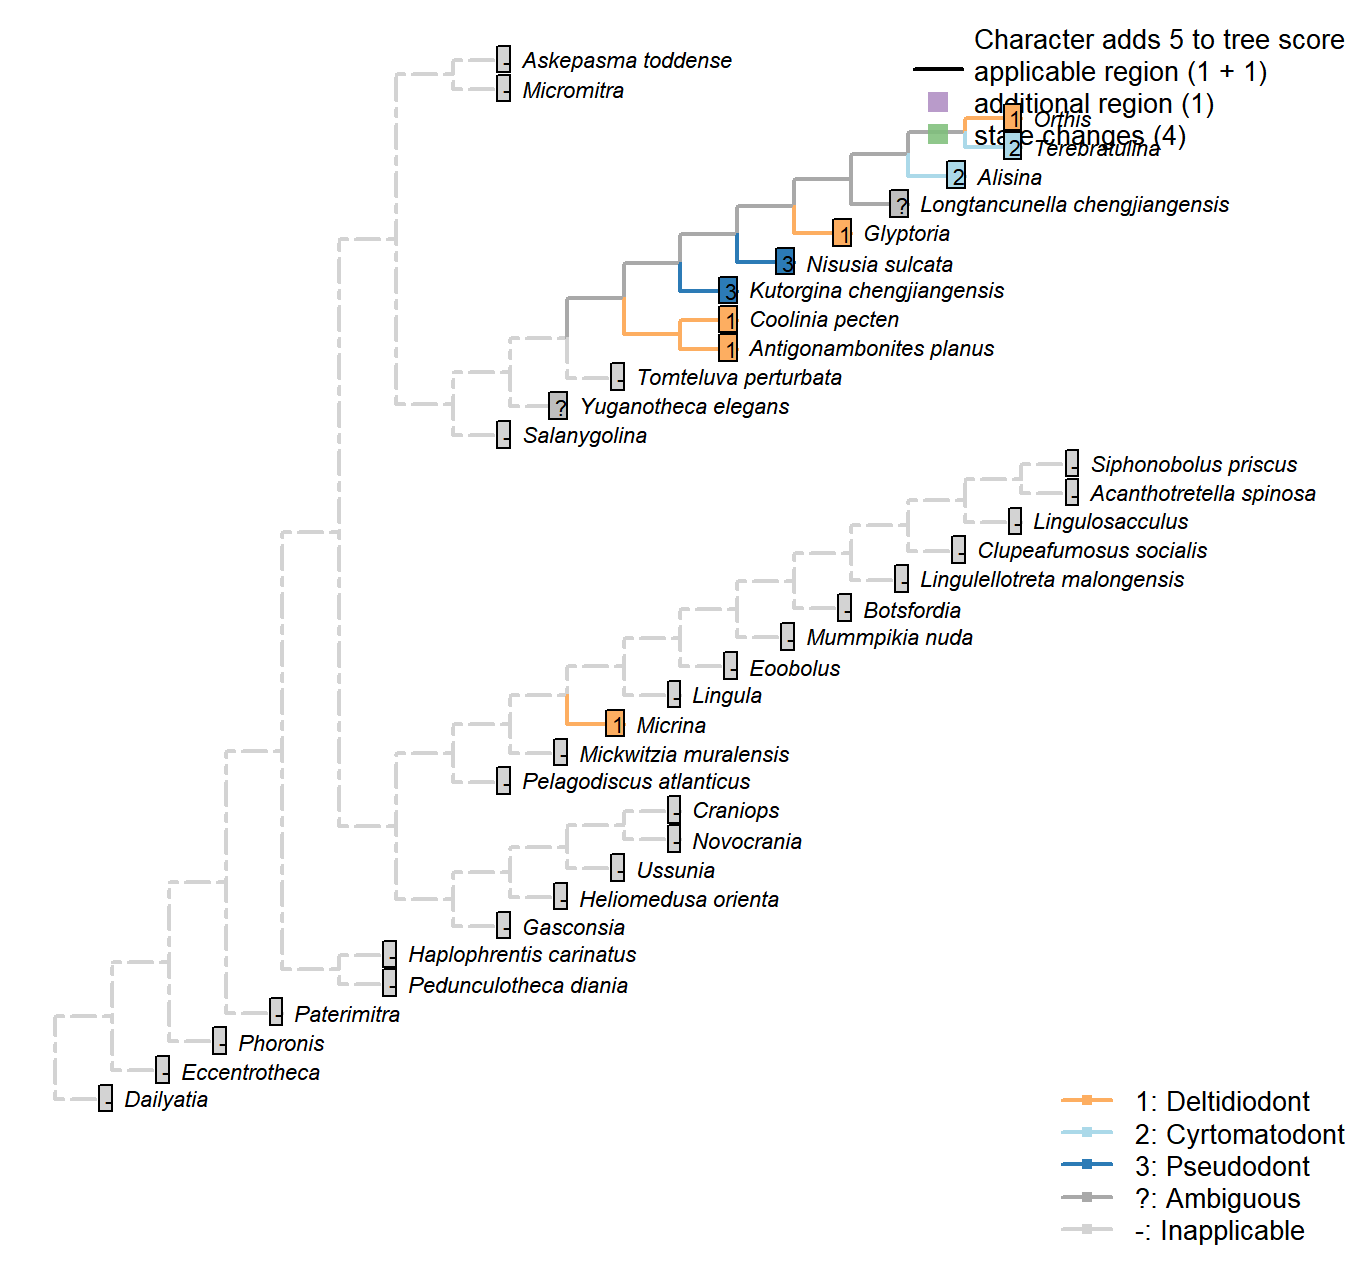 Character adds 5 to tree score
applicable region (1 + 1)
additional region (1)
state changes (4)
- Askepasma toddense
- Micromitra
1 Orthis
2 Terebratulina
2 Alisina
? Longtancunella chengjiangensis
1 Glyptoria
3 Nisusia sulcata
3 Kutorgina chengjiangensis
1 Coolinia pecten
1 Antigonambonites planus
- Tomteluva perturbata
? Yuganotheca elegans
- Salanygolina
- Siphonobolus priscus
- Acanthotretella spinosa
- Lingulosacculus
- Clupeafumosus socialis
- Lingulellotreta malongensis
- Botsfordia
- Mummpikia nuda
- Eoobolus
- Lingula
1 Micrina
- Mickwitzia muralensis
- Pelagodiscus atlanticus
- Craniops
- Novocrania
- Ussunia
- Heliomedusa orienta
- Gasconsia
- Haplophrentis carinatus
- Pedunculotheca diania
- Paterimitra
- Phoronis
- Eccentrotheca
- Dailyatia
1: Deltidiodont
2: Cyrtomatodont
3: Pseudodont
?: Ambiguous
-: Inapplicable